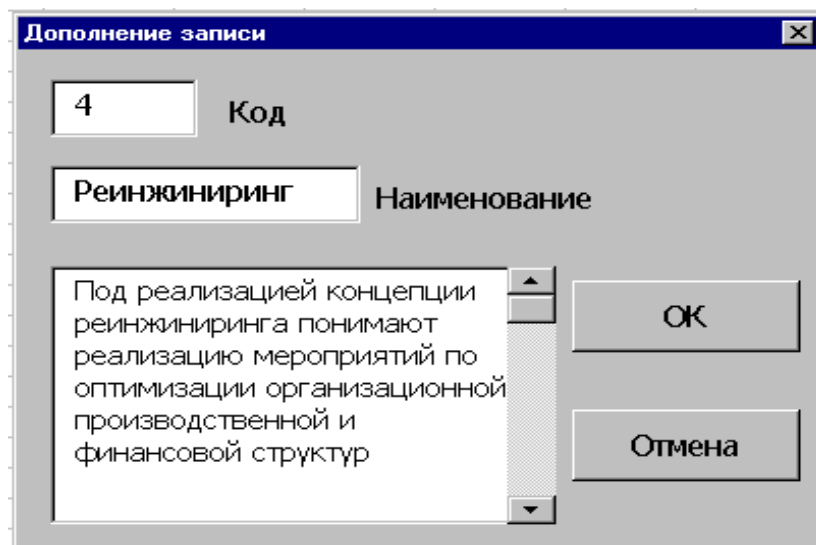 Дополнение записи
4 Код
Реинжиниринг Наименование
Под реализацией концепции
реинжиниринга понимают
реализацию мероприятий по
оптимизации организационной
производственной и
финансовой структур
ОК
Отмена